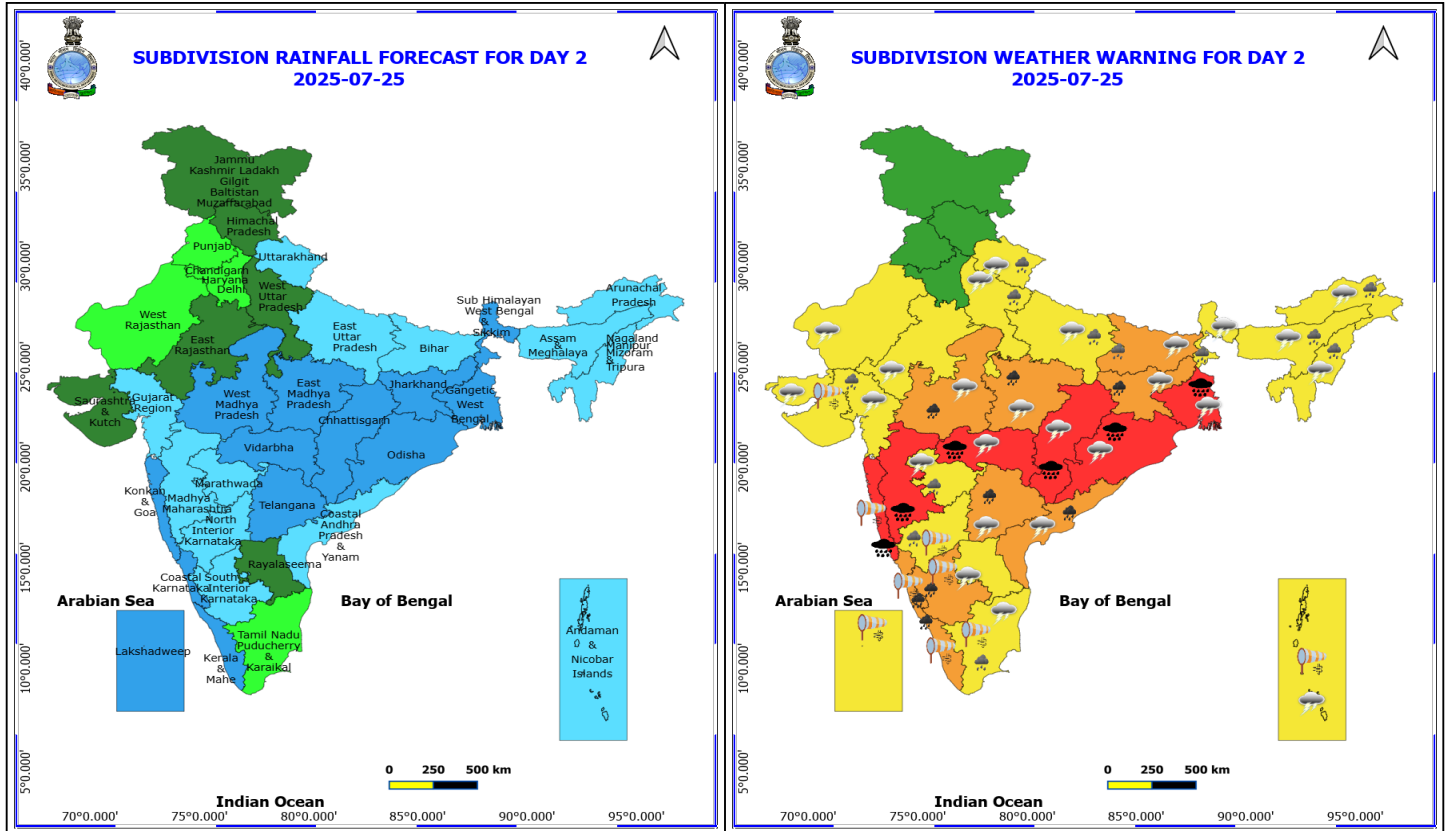 SUBDIVISION RAINFALL FORECAST FOR DAY 2
2025-07-25
40°0.000'
35°0.000'
30°0.000'
25°0.000'
20°0.000'
15°0.000'
10°0.000'
5°0.000'
Jammu
Kashmir Ladakh
Gilgit
Baltistan
Muzaffarabad
Himachal
Pradesh
Punjab
Uttarakhand
Chandigarh
Haryana
Delhi
West
Uttar
Pradesh
West
Rajasthan
East
Rajasthan
East
Uttar
Pradesh
Bihar
Sub Himalayan
West Bengal
&
Sikkim
Arunachal
Pradesh
Assam
&
Meghalaya
Nagaland
Manipur
Mizoram
&
Tripura
Saurashtra
&
Kutch
Gujarat
Region
West
Madhya
Pradesh
East
Madhya
Pradesh
Jharkhand
Gangetic
West
Bengal
Chhattisgarh
Vidarbha
Odisha
Konkan
&
Goa
Marathwada
Madhya
Maharashtra
North
Interior
Karnataka
Telangana
Coastal
Andhra
Pradesh
&
Yanam
Rayalaseema
Coastal
Karnataka
South
Interior
Karnataka
Arabian Sea
Bay of Bengal
Lakshadweep
Kerala
&
Mahe
Tamil Nadu
Puducherry
&
Karaikal
Andaman
&
Nicobar
Islands
0 250 500 km
Indian Ocean
70°0.000' 75°0.000' 80°0.000' 85°0.000' 90°0.000' 95°0.000'
SUBDIVISION WEATHER WARNING FOR DAY 2
2025-07-25
40°0.000'
35°0.000'
30°0.000'
25°0.000'
20°0.000'
15°0.000'
10°0.000'
5°0.000'
Arabian Sea
Bay of Bengal
0 250 500 km
Indian Ocean
70°0.000' 75°0.000' 80°0.000' 85°0.000' 90°0.000' 95°0.000'